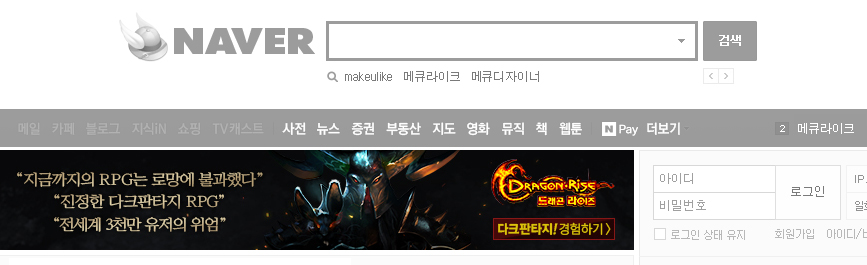 NAVER
검색
makeulike 메큐라이크 메큐디자이너
메일 카페 블로그 지식iN 쇼핑 TV캐스트 사전 뉴스 증권 부동산 지도 영화 뮤직 책 웹툰 N Pay 더보기 2 메큐라이크
“지금까지의 RPG는 로망에 불과했다”
“진정한 다크판타지 RPG”
“전세계 3천만 유저의 위엄”
DRAGON RISE
드래곤 라이즈
다크판타지! 경험하기 >
아이디
비밀번호
로그인
로그인 상태 유지 회원가입 아이디/